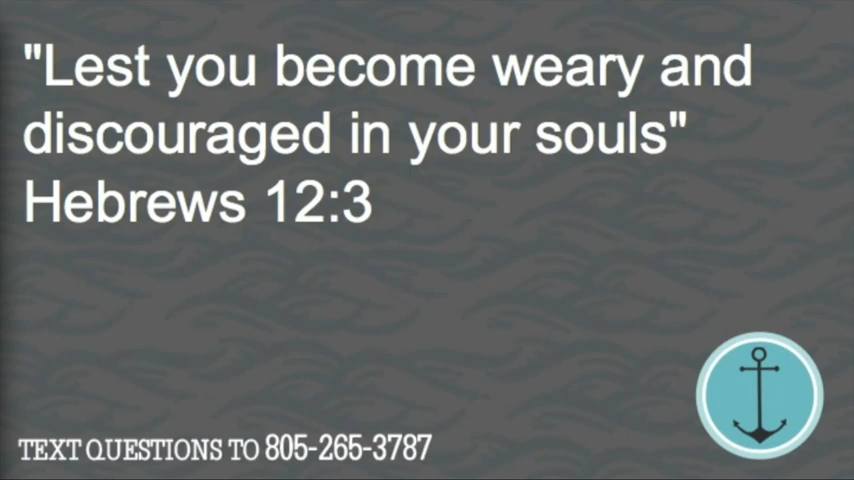 "Lest you become weary and
discouraged in your souls"
Hebrews 12:3
TEXT QUESTIONS TO 805-265-3787